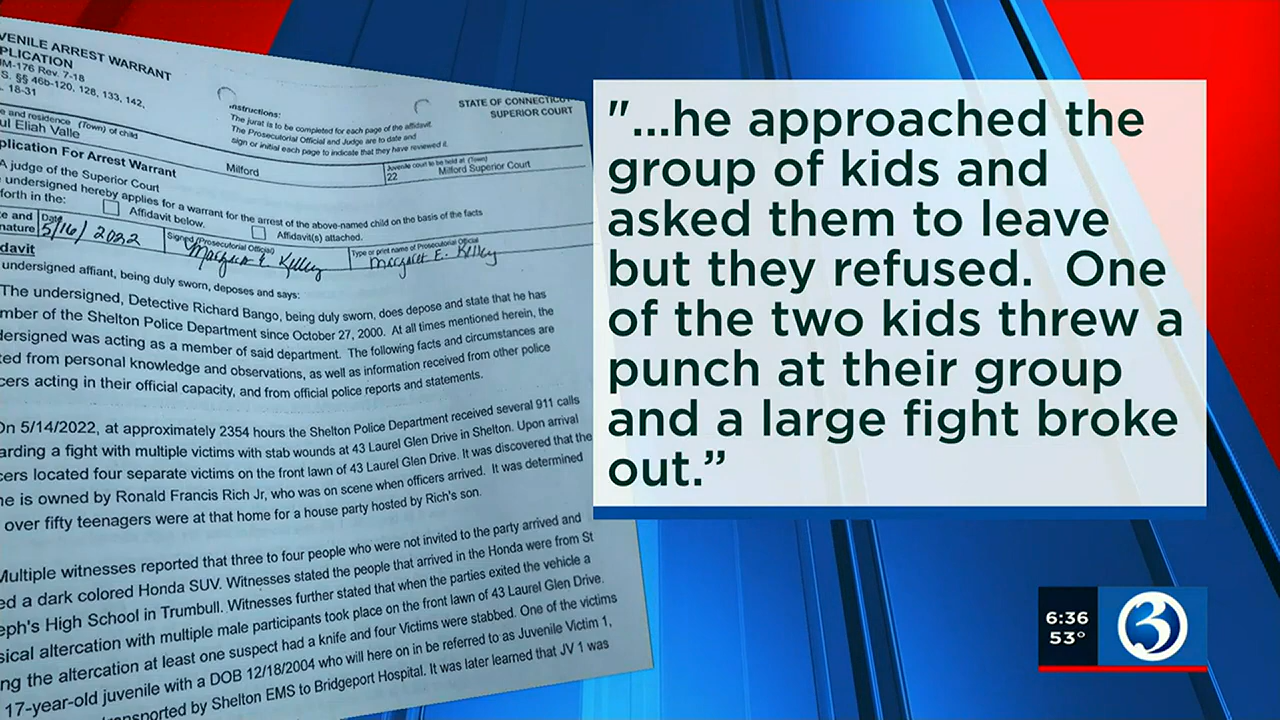 VENILE ARREST WARRANT
PLICATION
M-176 Rev. 7-18
S. §§ 46b-120, 128, 133, 142,
18-31
STATE OF CONNECTICUT
SUPERIOR COURT
Instructions:
The jurat is to be completed for each page of the affidavit.
The Prosecutorial Official and Judge are to date and
sign or initial each page to indicate that they have reviewed it.
e and residence (Town) of child
ul Eliah Valle
Milford
Juvenile court to be held at (Town)
22 Milford Superior Court
plication For Arrest Warrant
A judge of the Superior Court
undersigned hereby applies for a warrant for the arrest of the above-named child on the basis of the facts
forth in the:
Affidavit below.
Affidavit(s) attached.
te and
nature
Date
5/16/2022
Signed (Prosecutorial Official)
Margaret E. Kelley
Type or print name of Prosecutorial Official
Margaret E. Kelley
davit
undersigned affiant, being duly sworn, deposes and says:
The undersigned, Detective Richard Bango, being duly sworn, does depose and state that he has
mber of the Shelton Police Department since October 27, 2000. At all times mentioned herein, the
dersigned was acting as a member of said department. The following facts and circumstances are
ted from personal knowledge and observations, as well as information received from other police
cers acting in their official capacity, and from official police reports and statements.
On 5/14/2022, at approximately 2354 hours the Shelton Police Department received several 911 calls
arding a fight with multiple victims with stab wounds at 43 Laurel Glen Drive in Shelton. Upon arrival
cers located four separate victims on the front lawn of 43 Laurel Glen Drive. It was discovered that the
me is owned by Ronald Francis Rich Jr, who was on scene when officers arrived. It was determined
over fifty teenagers were at that home for a house party hosted by Rich's son.
Multiple witnesses reported that three to four people who were not invited to the party arrived and
ed a dark colored Honda SUV. Witnesses stated the people that arrived in the Honda were from St
eph's High School in Trumbull. Witnesses further stated that when the parties exited the vehicle a
sical altercation with multiple male participants took place on the front lawn of 43 Laurel Glen Drive.
ng the altercation at least one suspect had a knife and four Victims were stabbed. One of the victims
17-year-old juvenile with a DOB 12/18/2004 who will here on in be referred to as Juvenile Victim 1,
ansported by Shelton EMS to Bridgeport Hospital. It was later learned that JV 1 was
"...he approached the
group of kids and
asked them to leave
but they refused. One
of the two kids threw a
punch at their group
and a large fight broke
out.”
6:36
53°
3